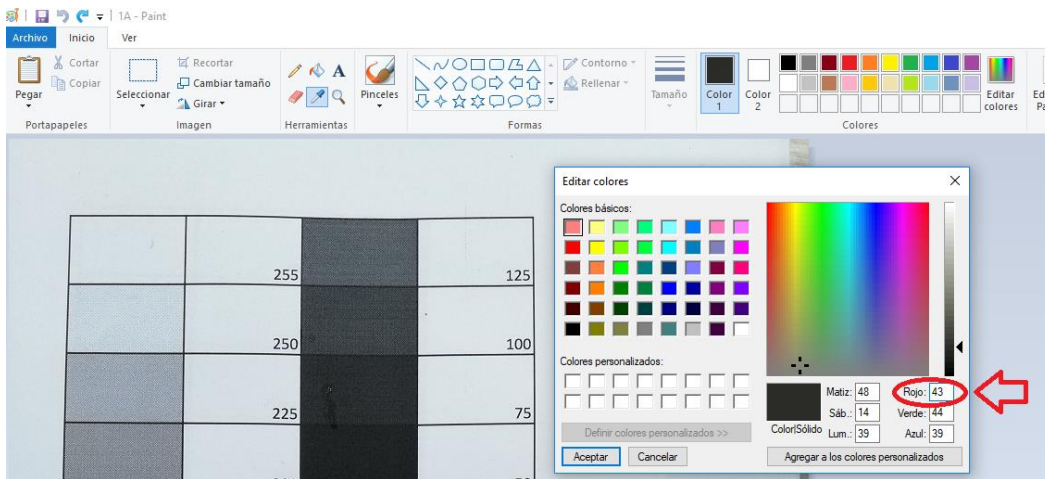 1A - Paint
Archivo Inicio Ver
Pegar
Cortar
Copiar
Portapapeles
Seleccionar
Recortar
Cambiar tamaño
Girar
Imagen
A
Herramientas
Pinceles
Contorno
Rellenar
Formas
Tamaño
Color 1
Color 2
Editar colores
Colores
255 125
250 100
225 75
Editar colores
Colores básicos:
Colores personalizados:
Definir colores personalizados >>
Aceptar Cancelar
Color|Sólido
Matiz: 48 Rojo: 43
Sáb.: 14 Verde: 44
Lum.: 39 Azul: 39
Agregar a los colores personalizados